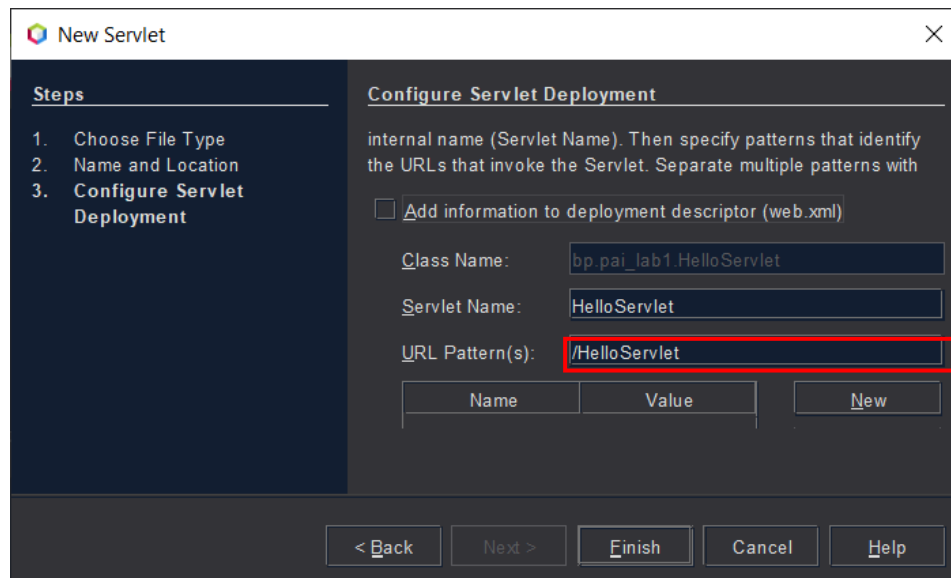 New Servlet
Steps
1. Choose File Type
2. Name and Location
3. Configure Servlet
Deployment
Configure Servlet Deployment
internal name (Servlet Name). Then specify patterns that identify
the URLs that invoke the Servlet. Separate multiple patterns with
Add information to deployment descriptor (web.xml)
Class Name: bp.pai_lab1.HelloServlet
Servlet Name: HelloServlet
URL Pattern(s): /HelloServlet
Name Value New
< Back Next > Finish Cancel Help